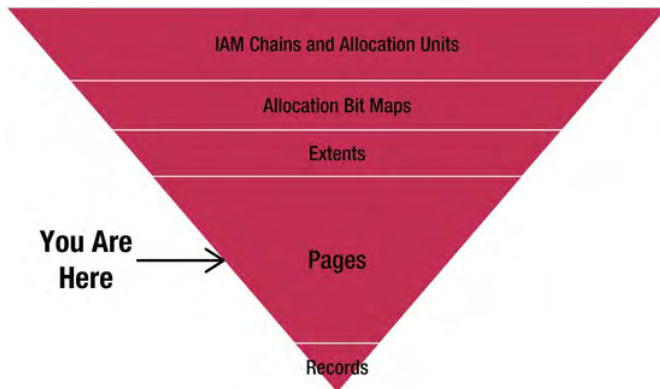 IAM Chains and Allocation Units
Allocation Bit Maps
Extents
You Are
Here
Pages
Records